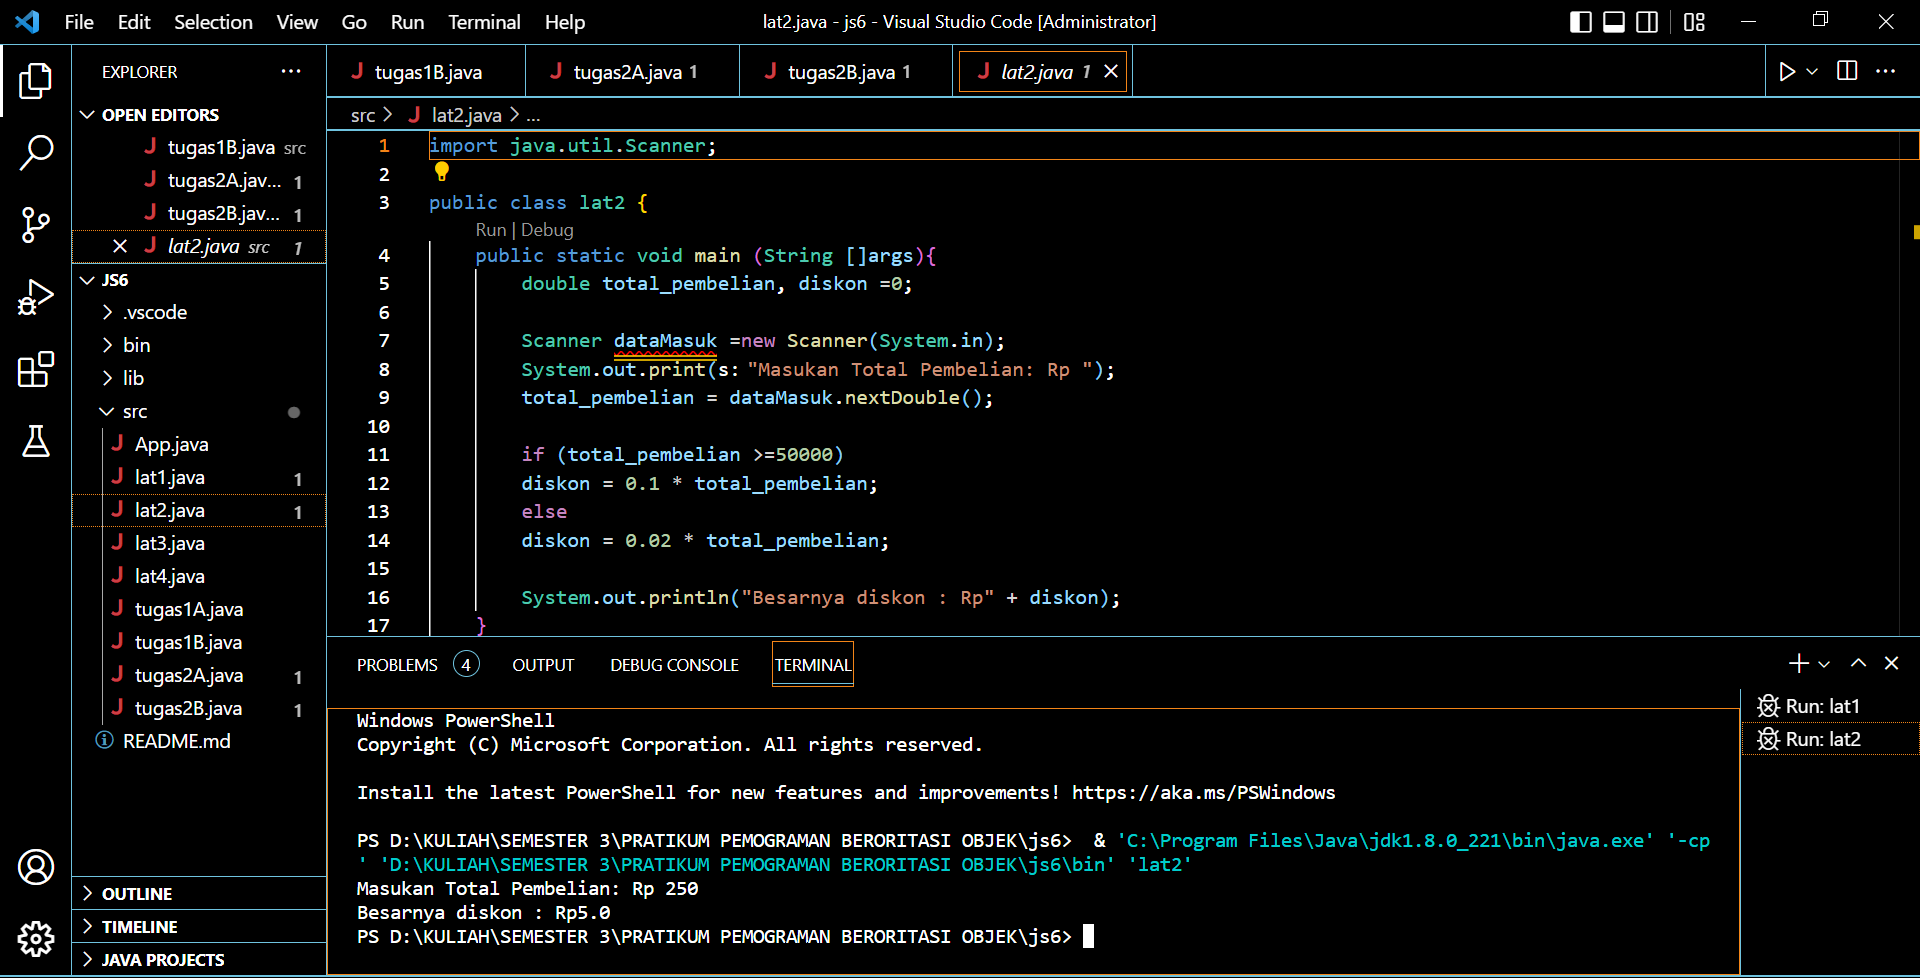 File Edit Selection View Go Run Terminal Help
lat2.java - js6 - Visual Studio Code [Administrator]
EXPLORER
OPEN EDITORS
tugas1B.java src
tugas2A.jav... 1
tugas2B.jav... 1
lat2.java src 1
JS6
.vscode
bin
lib
src
App.java
lat1.java 1
lat2.java 1
lat3.java
lat4.java
tugas1A.java
tugas1B.java
tugas2A.java 1
tugas2B.java 1
README.md
OUTLINE
TIMELINE
JAVA PROJECTS
tugas1B.java
tugas2A.java 1
tugas2B.java 1
lat2.java 1
src > lat2.java > ...
1 import java.util.Scanner;
2
3 public class lat2 {
Run | Debug
4 public static void main (String []args){
5 double total_pembelian, diskon =0;
6
7 Scanner dataMasuk =new Scanner(System.in);
8 System.out.print(s: "Masukan Total Pembelian: Rp ");
9 total_pembelian = dataMasuk.nextDouble();
10
11 if (total_pembelian >=50000)
12 diskon = 0.1 * total_pembelian;
13 else
14 diskon = 0.02 * total_pembelian;
15
16 System.out.println("Besarnya diskon : Rp" + diskon);
17 }
PROBLEMS 4 OUTPUT DEBUG CONSOLE TERMINAL
Windows PowerShell
Copyright (C) Microsoft Corporation. All rights reserved.
Install the latest PowerShell for new features and improvements! https://aka.ms/PSWindows
PS D:\KULIAH\SEMESTER 3\PRATIKUM PEMOGRAMAN BERORITASI OBJEK\js6>  & 'C:\Program Files\Java\jdk1.8.0_221\bin\java.exe' '-cp
' 'D:\KULIAH\SEMESTER 3\PRATIKUM PEMOGRAMAN BERORITASI OBJEK\js6\bin' 'lat2'
Masukan Total Pembelian: Rp 250
Besarnya diskon : Rp5.0
PS D:\KULIAH\SEMESTER 3\PRATIKUM PEMOGRAMAN BERORITASI OBJEK\js6>
Run: lat1
Run: lat2